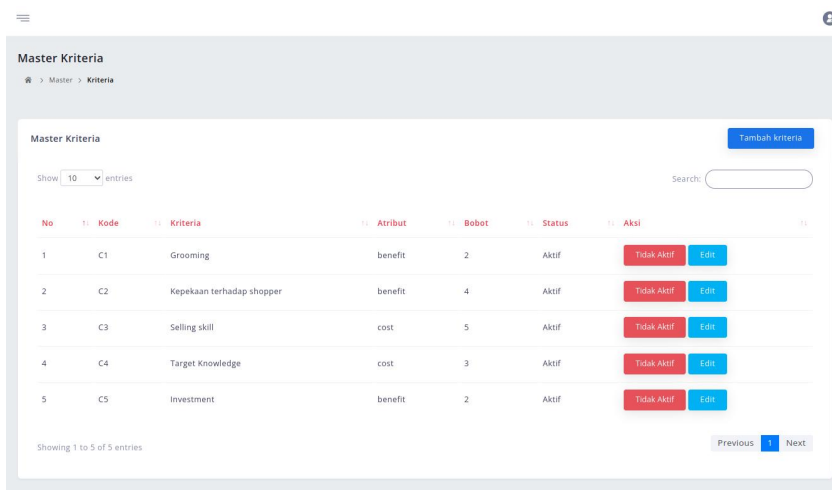 Master Kriteria
> Master > Kriteria
Master Kriteria
Tambah kriteria
Show 10 entries
Search:
No Kode Kriteria Atribut Bobot Status Aksi
1 C1 Grooming benefit 2 Aktif Tidak Aktif Edit
2 C2 Kepekaan terhadap shopper benefit 4 Aktif Tidak Aktif Edit
3 C3 Selling skill cost 5 Aktif Tidak Aktif Edit
4 C4 Target Knowledge cost 3 Aktif Tidak Aktif Edit
5 C5 Investment benefit 2 Aktif Tidak Aktif Edit
Showing 1 to 5 of 5 entries
Previous 1 Next